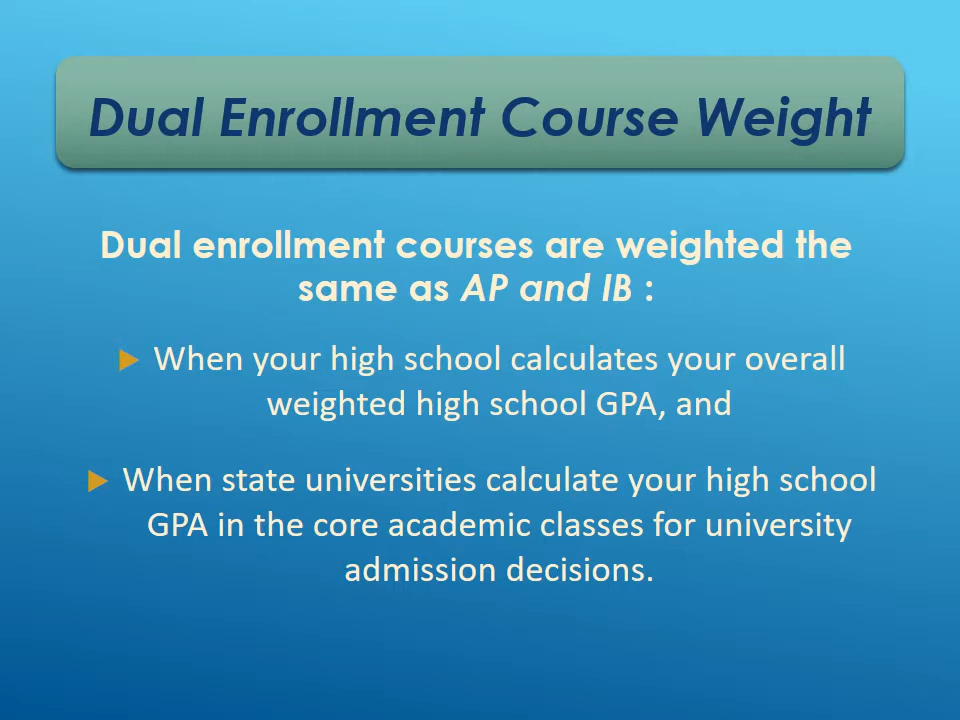 Dual Enrollment Course Weight
Dual enrollment courses are weighted the
same as AP and IB :
When your high school calculates your overall
weighted high school GPA, and
When state universities calculate your high school
GPA in the core academic classes for university
admission decisions.